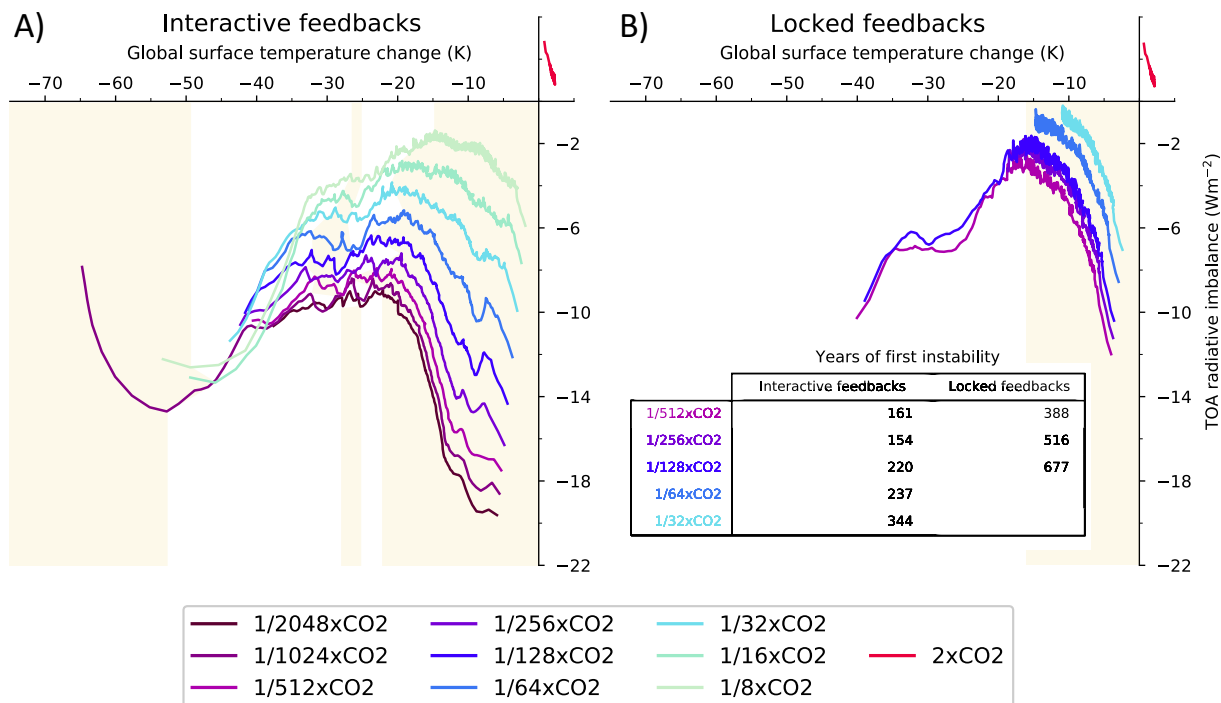 A)
Interactive feedbacks
Global surface temperature change (K)
−70 −60 −50 −40 −30 −20 −10
−2
−6
−10
−14
−18
−22
B)
Locked feedbacks
Global surface temperature change (K)
−70 −60 −50 −40 −30 −20 −10
−2
−6
−10
−14
−18
−22
TOA radiative imbalance (Wm⁻²)
Years of first instability
Interactive feedbacks Locked feedbacks
1/512xCO2 161 388
1/256xCO2 154 516
1/128xCO2 220 677
1/64xCO2 237
1/32xCO2 344
1/2048xCO2 1/256xCO2 1/32xCO2
1/1024xCO2 1/128xCO2 1/16xCO2 2xCO2
1/512xCO2 1/64xCO2 1/8xCO2